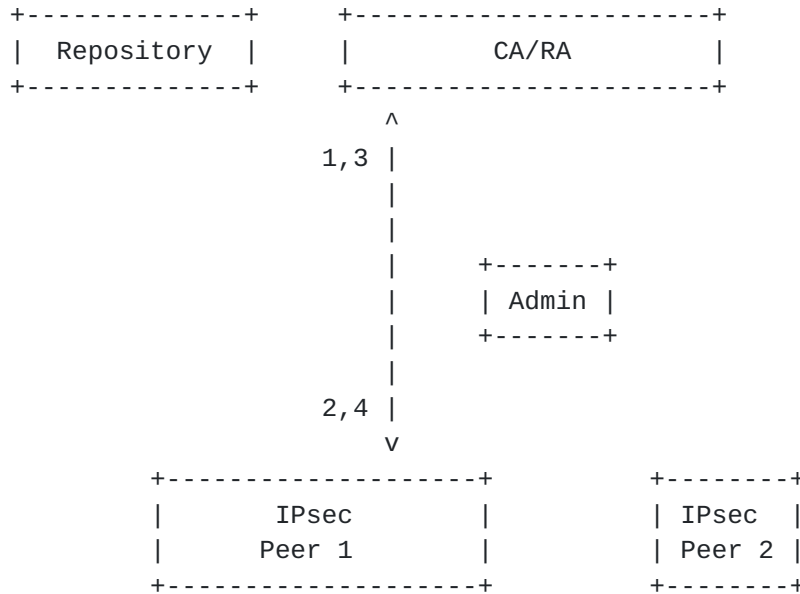 Repository CA/RA
1,3
Admin
2,4
IPsec IPsec
Peer 1 Peer 2